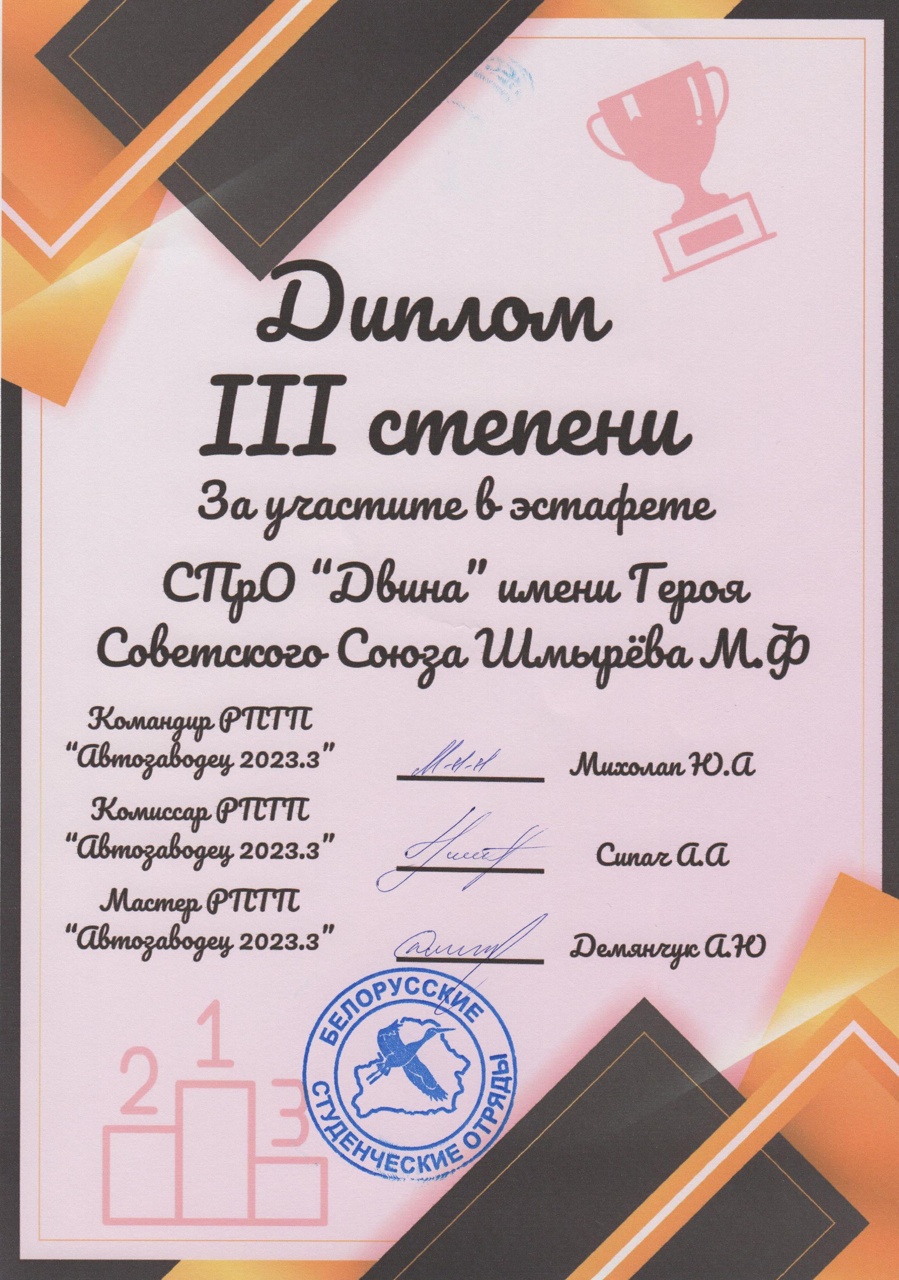 Диплом
III степени
За участите в эстафете
СПрО “Двина” имени Героя
Советского Союза Шмырёва М.Ф
Командир РПТП
“Автозаводец 2023.3”
Михолап Ю.А
Комиссар РПТП
“Автозаводец 2023.3”
Сипач А.А
Мастер РПТП
“Автозаводец 2023.3”
Демянчук А.Ю
БЕЛОРУССКИЕ
СТУДЕНЧЕСКИЕ ОТРЯДЫ
1
2
3